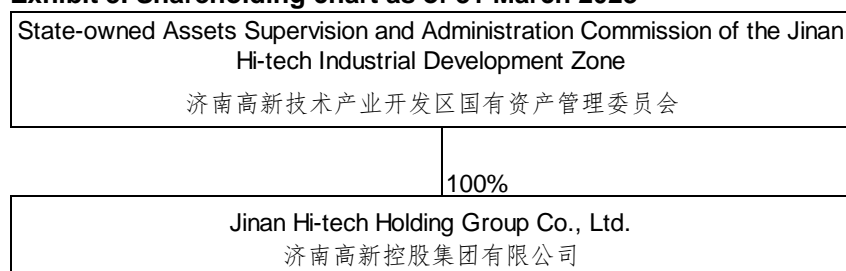 State-owned Assets Supervision and Administration Commission of the Jinan
Hi-tech Industrial Development Zone
济南高新技术产业开发区国有资产管理委员会
100%
Jinan Hi-tech Holding Group Co., Ltd.
济南高新控股集团有限公司